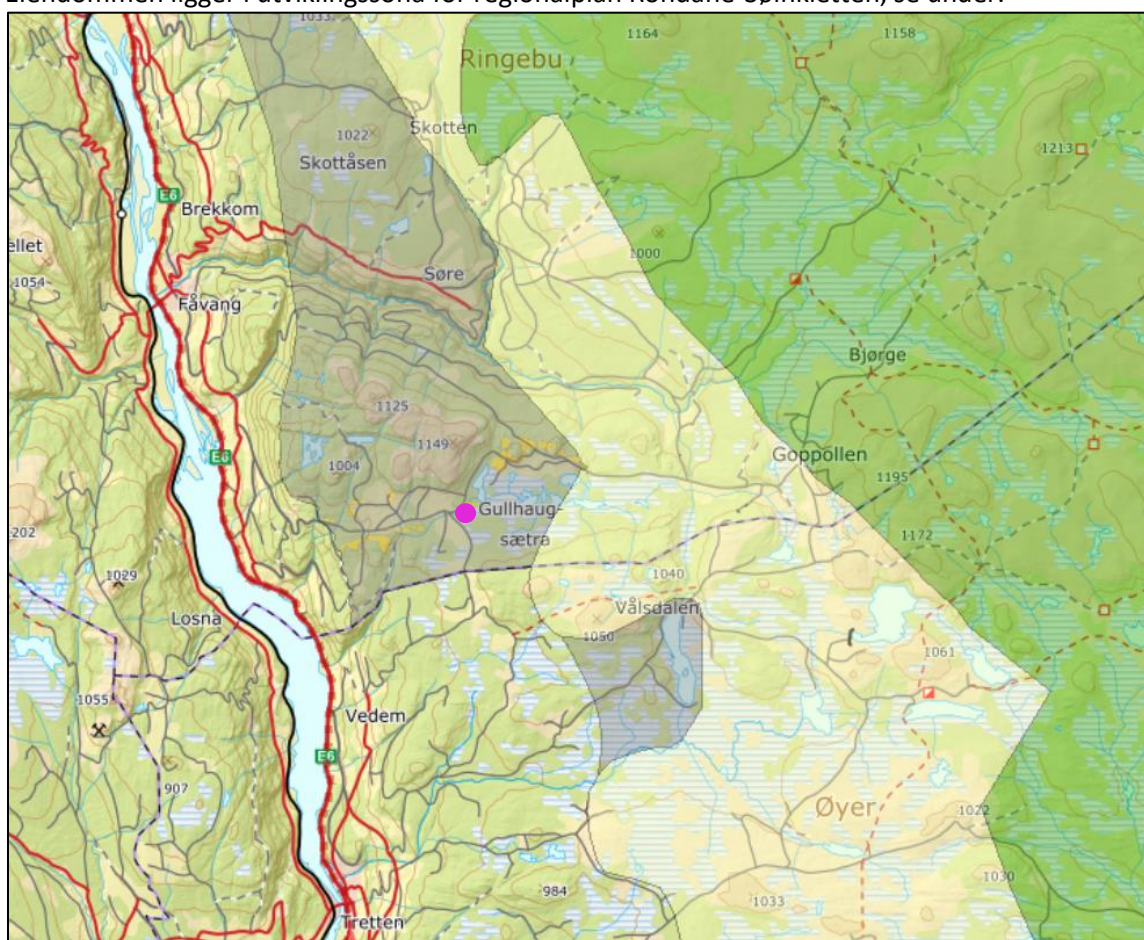 Eiendommen ligger i utviklingssona for regionalplan Rondane-Sølnkletten, se under:
1033
1164
1158
Ringebu
1022
Skotten
Skottåsen
1213
E6
Brekkom
ellet
1054
Søre
1000
Fåvang
Bjørge
1125
1149
E6
1004
Goppollen
1195
Gullhaug-
sætra
202
1172
1029
1040
Losna
Vålsdalen
1050
1061
1055
Vedem
E6
907
Øyer
1022
984
1030
1033
Tretten